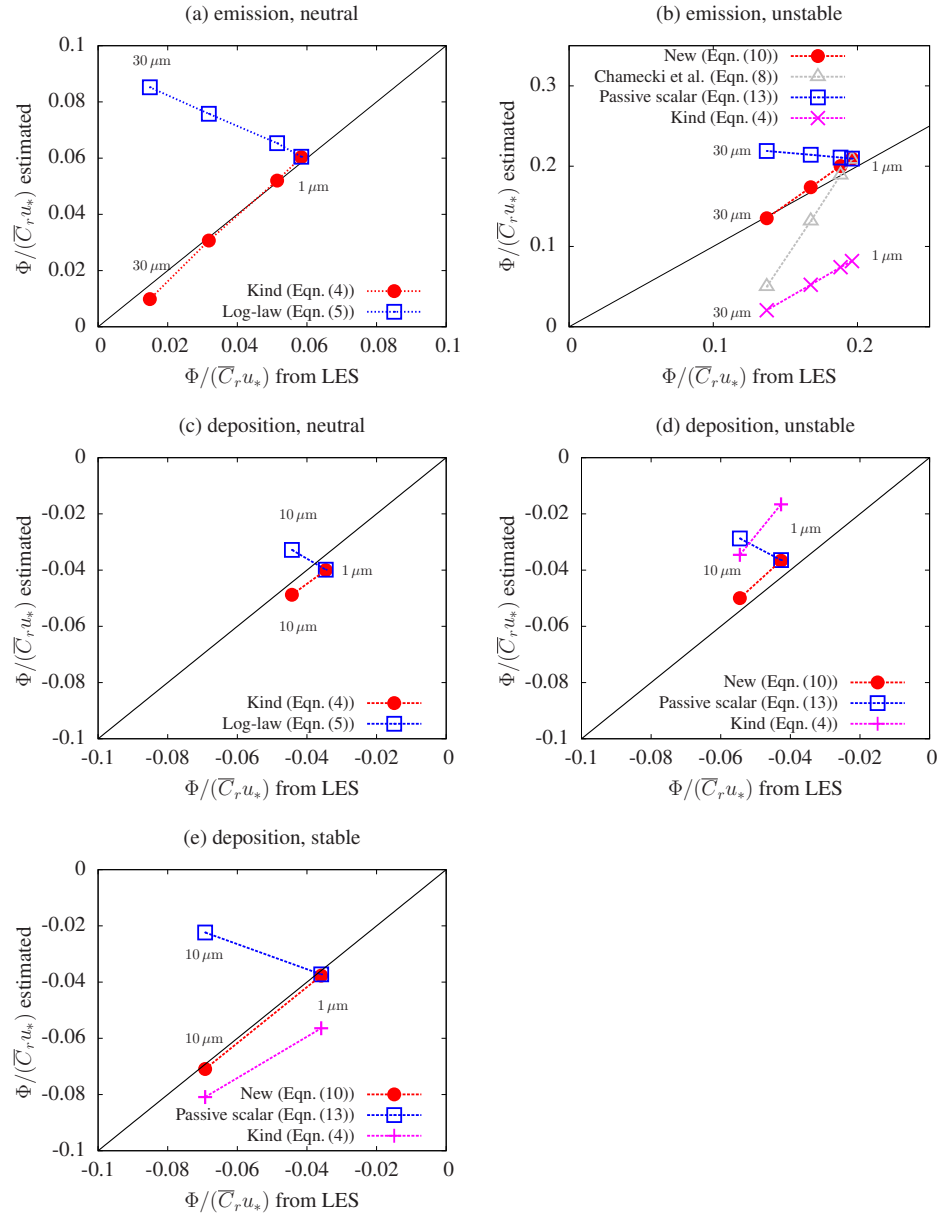 (a) emission, neutral
0.1
0.08
0.06
0.04
0.02
0
0
0.02
0.04
0.06
0.08
0.1
Φ/(C̅ᵣu⁎) estimated
Φ/(C̅ᵣu⁎) from LES
30 μm
1 μm
30 μm
Kind (Eqn. (4))
Log-law (Eqn. (5))
(b) emission, unstable
0.3
0.2
0.1
0
0
0.1
0.2
Φ/(C̅ᵣu⁎) estimated
Φ/(C̅ᵣu⁎) from LES
New (Eqn. (10))
Chamecki et al. (Eqn. (8))
Passive scalar (Eqn. (13))
Kind (Eqn. (4))
30 μm
1 μm
30 μm
1 μm
30 μm
(c) deposition, neutral
0
-0.02
-0.04
-0.06
-0.08
-0.1
-0.1
-0.08
-0.06
-0.04
-0.02
0
Φ/(C̅ᵣu⁎) estimated
Φ/(C̅ᵣu⁎) from LES
10 μm
1 μm
10 μm
Kind (Eqn. (4))
Log-law (Eqn. (5))
(d) deposition, unstable
0
-0.02
-0.04
-0.06
-0.08
-0.1
-0.1
-0.08
-0.06
-0.04
-0.02
0
Φ/(C̅ᵣu⁎) estimated
Φ/(C̅ᵣu⁎) from LES
1 μm
10 μm
New (Eqn. (10))
Passive scalar (Eqn. (13))
Kind (Eqn. (4))
(e) deposition, stable
0
-0.02
-0.04
-0.06
-0.08
-0.1
-0.1
-0.08
-0.06
-0.04
-0.02
0
Φ/(C̅ᵣu⁎) estimated
Φ/(C̅ᵣu⁎) from LES
10 μm
1 μm
10 μm
New (Eqn. (10))
Passive scalar (Eqn. (13))
Kind (Eqn. (4))